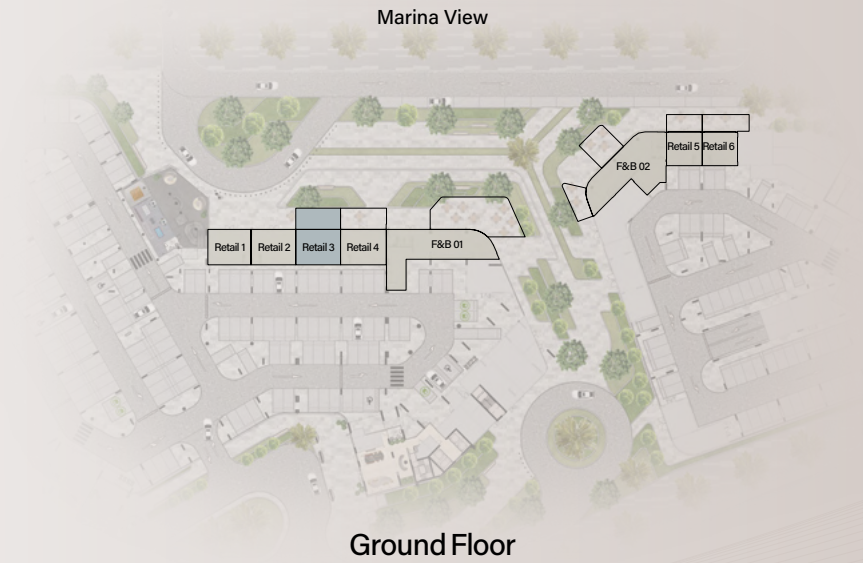 Marina View
Retail 5 Retail 6
F&B 02
Retail 1 Retail 2 Retail 3 Retail 4 F&B 01
Ground Floor